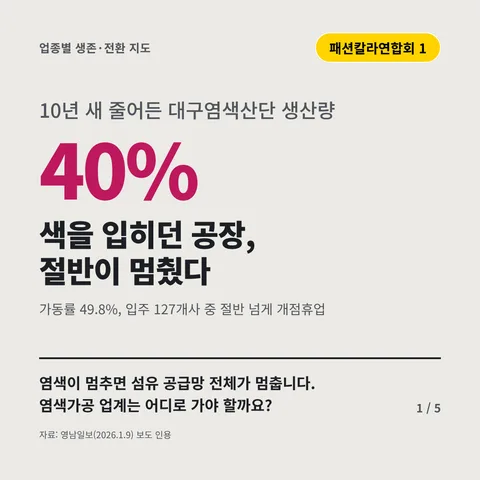 업종별 생존·전환 지도
패션칼라연합회 1
10년 새 줄어든 대구염색산단 생산량
40%
색을 입히던 공장,
절반이 멈췄다
가동률 49.8%, 입주 127개사 중 절반 넘게 개점휴업
염색이 멈추면 섬유 공급망 전체가 멈춥니다.
염색가공 업계는 어디로 가야 할까요?
1 / 5
자료: 영남일보(2026.1.9) 보도 인용